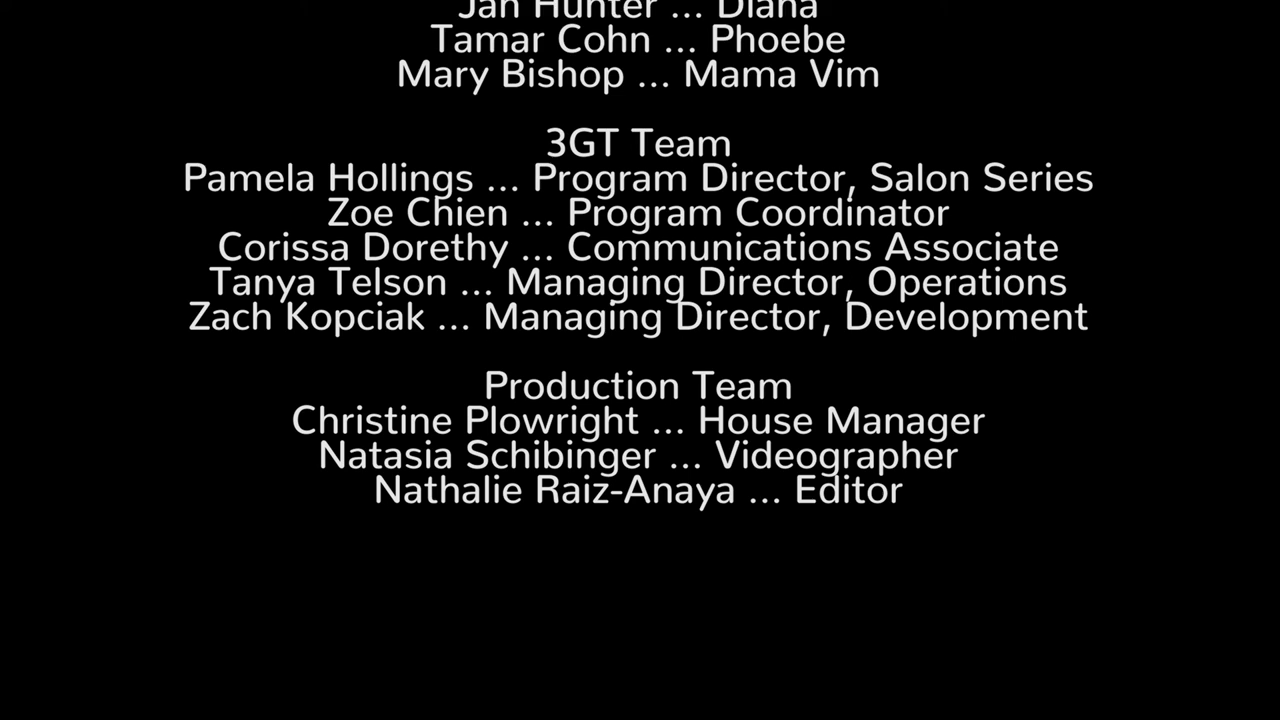 Jan Hunter ... Diana
Tamar Cohn ... Phoebe
Mary Bishop ... Mama Vim
3GT Team
Pamela Hollings ... Program Director, Salon Series
Zoe Chien ... Program Coordinator
Corissa Dorethy ... Communications Associate
Tanya Telson ... Managing Director, Operations
Zach Kopciak ... Managing Director, Development
Production Team
Christine Plowright ... House Manager
Natasia Schibinger ... Videographer
Nathalie Raiz-Anaya ... Editor